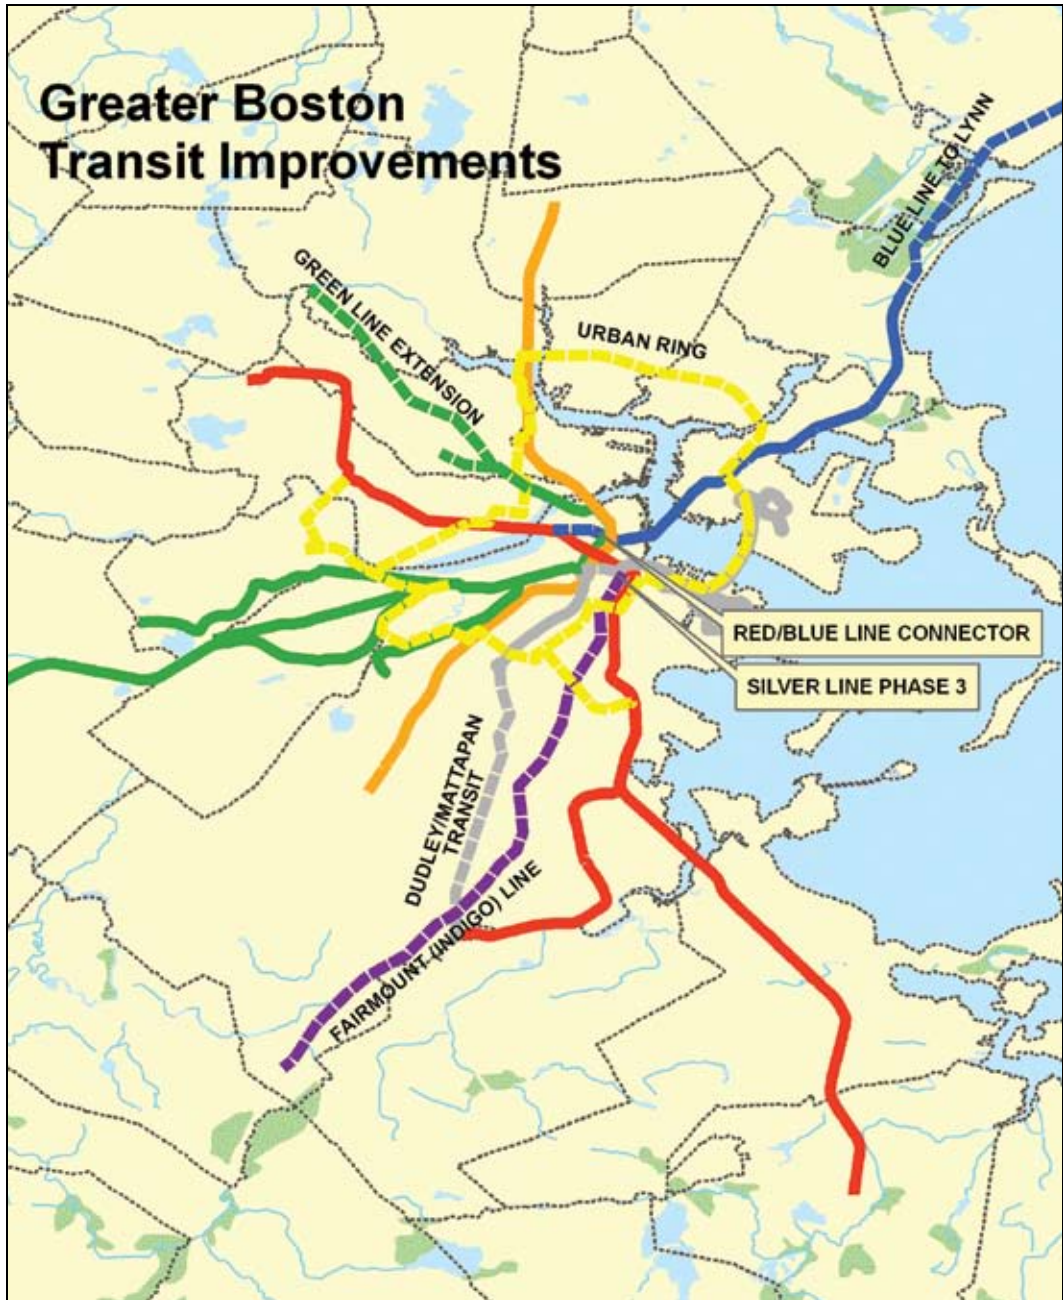 Greater Boston
Transit Improvements
BLUE LINE TO LYNN
GREEN LINE EXTENSION
URBAN RING
RED/BLUE LINE CONNECTOR
SILVER LINE PHASE 3
DUDLEY/MATTAPAN
TRANSIT
FAIRMOUNT (INDIGO) LINE